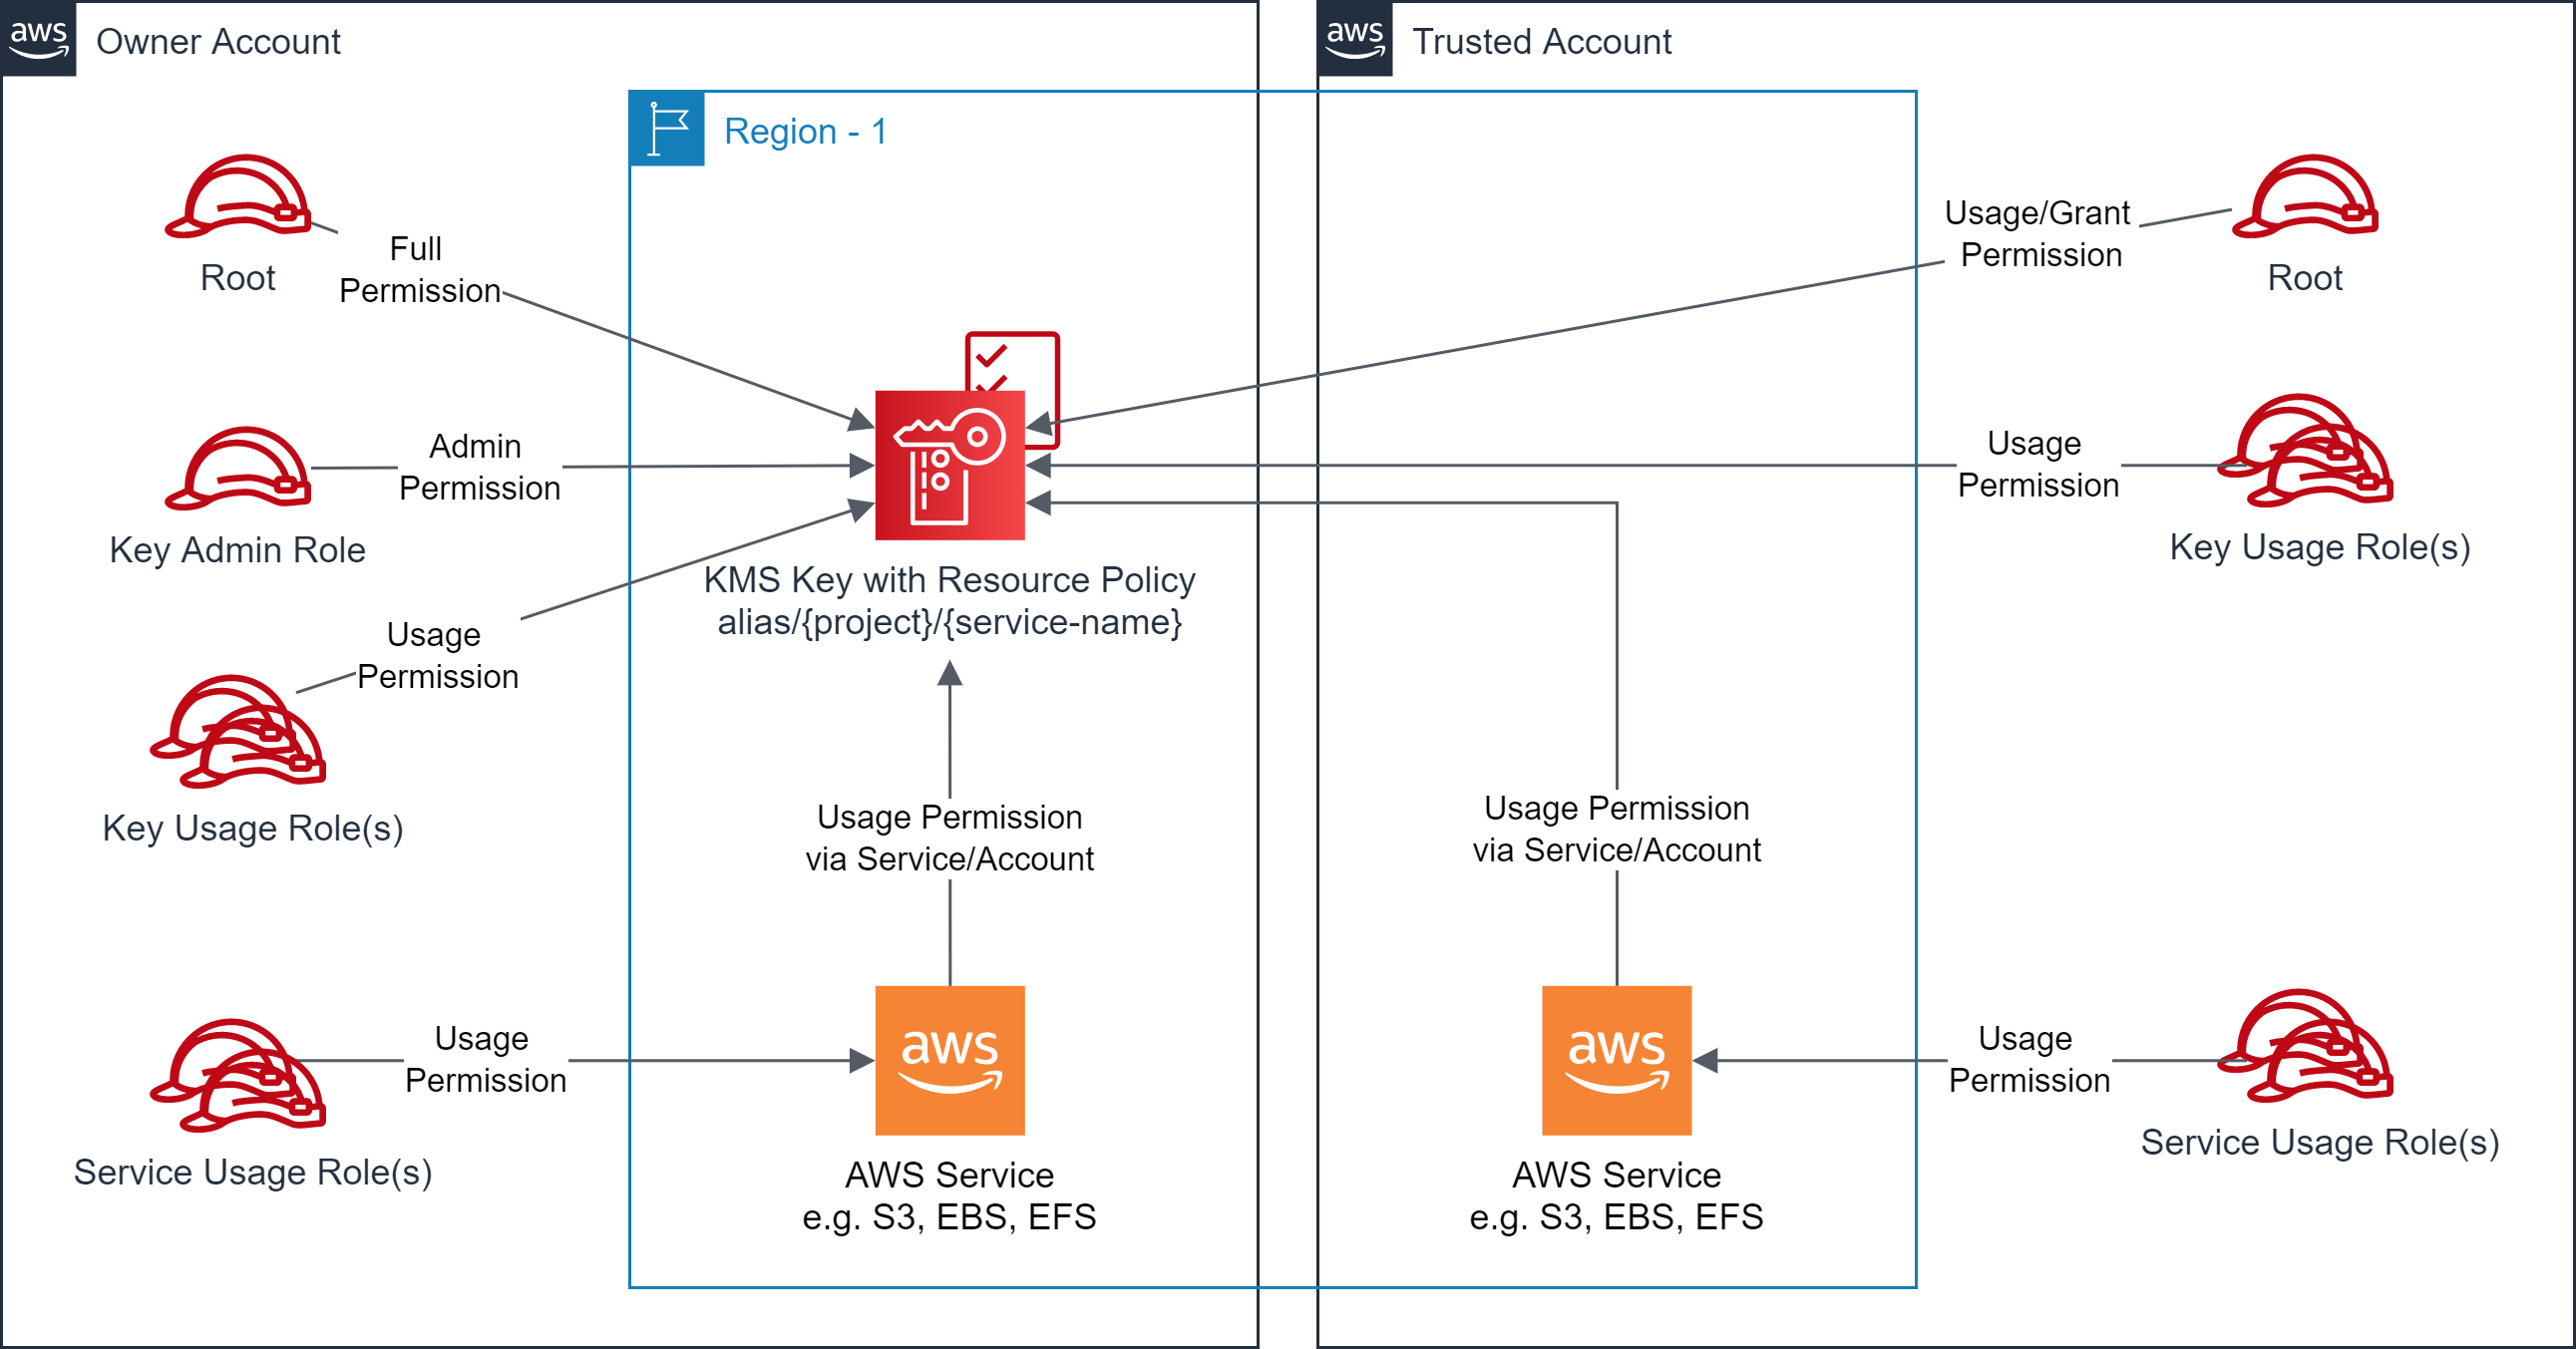 aws
Owner Account
aws
Trusted Account
Region - 1
Root
Full
Permission
Usage/Grant
Permission
Root
Key Admin Role
Admin
Permission
Usage
Permission
Key Usage Role(s)
KMS Key with Resource Policy
alias/{project}/{service-name}
Usage
Permission
Key Usage Role(s)
Usage Permission
via Service/Account
Usage Permission
via Service/Account
Service Usage Role(s)
Usage
Permission
aws
AWS Service
e.g. S3, EBS, EFS
aws
AWS Service
e.g. S3, EBS, EFS
Usage
Permission
Service Usage Role(s)